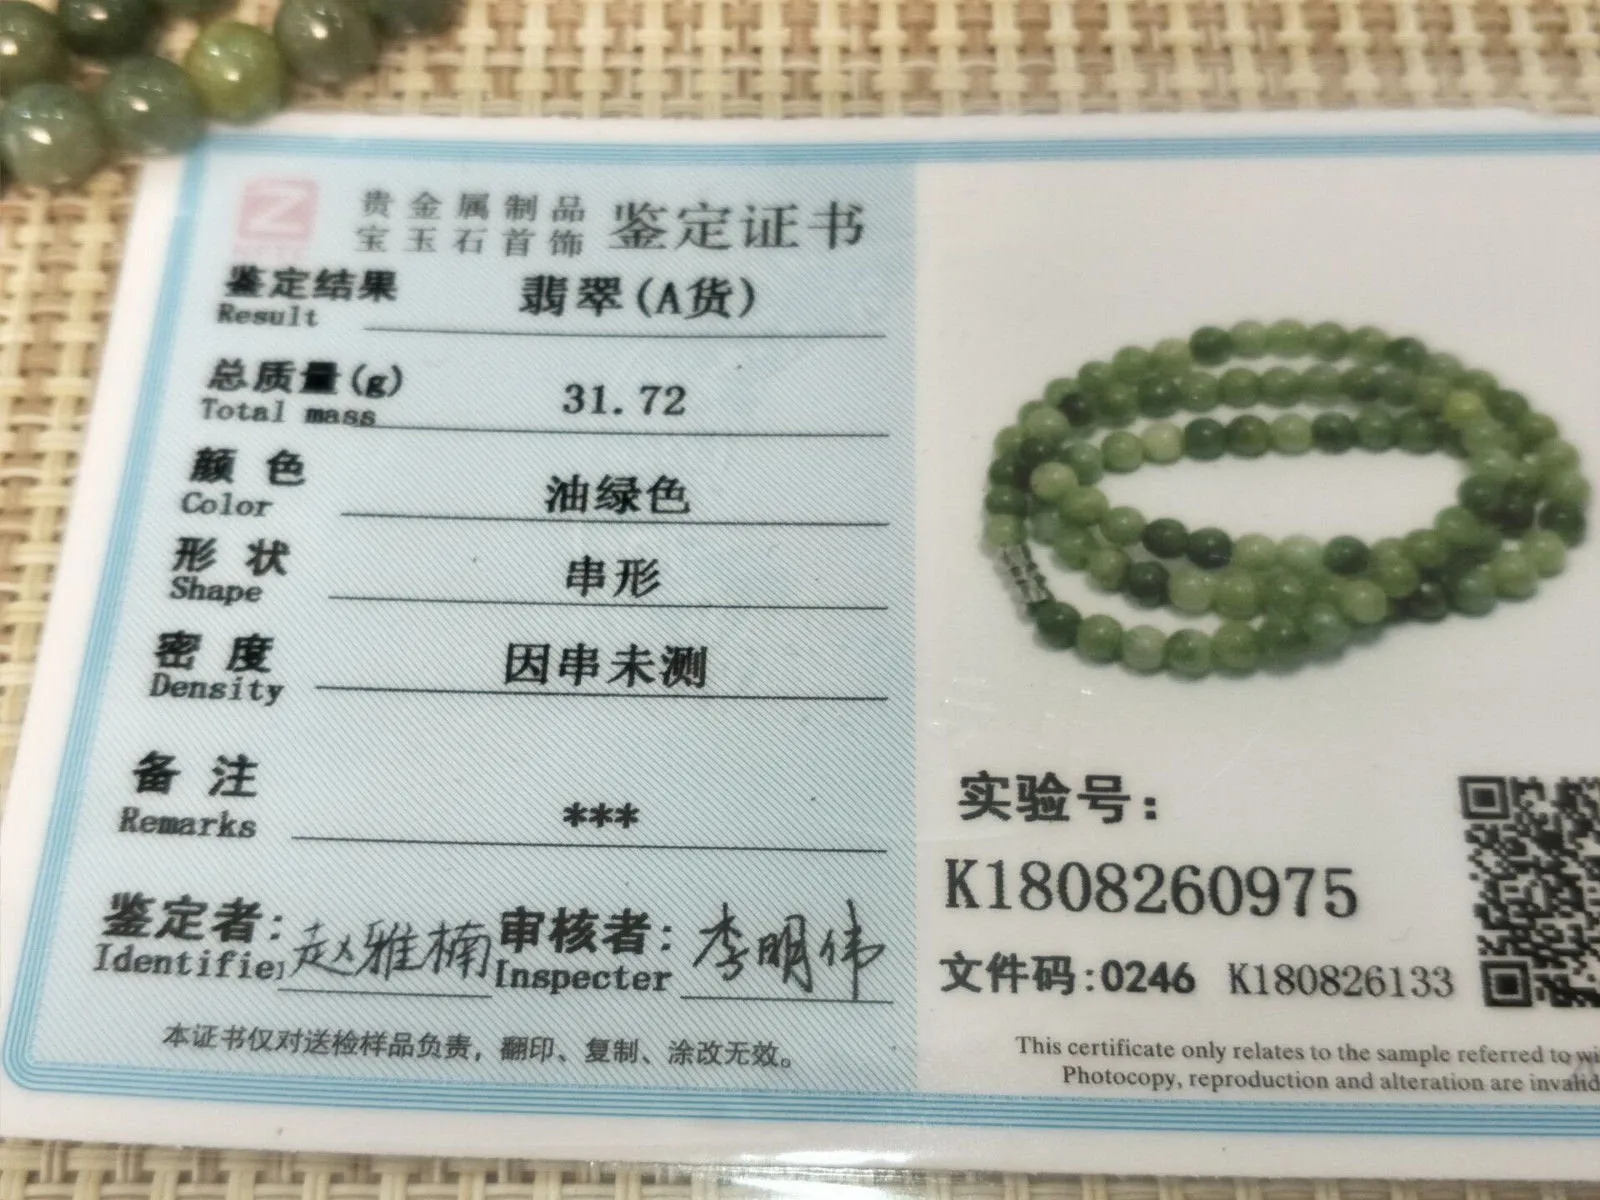 Z
贵金属制品
宝玉石首饰
鉴定证书
鉴定结果
Result
翡翠(A货)
总质量(g)
Total mass
31.72
颜色
Color
油绿色
形状
Shape
串形
密度
Density
因串未测
备注
Remarks
***
鉴定者:
Identifier
赵雅楠
审核者:
Inspecter
李明伟
本证书仅对送检样品负责，翻印、复制、涂改无效。
实验号:
K1808260975
文件码:0246 K180826133
This certificate only relates to the sample referred to
Photocopy, reproduction and alteration are invalid